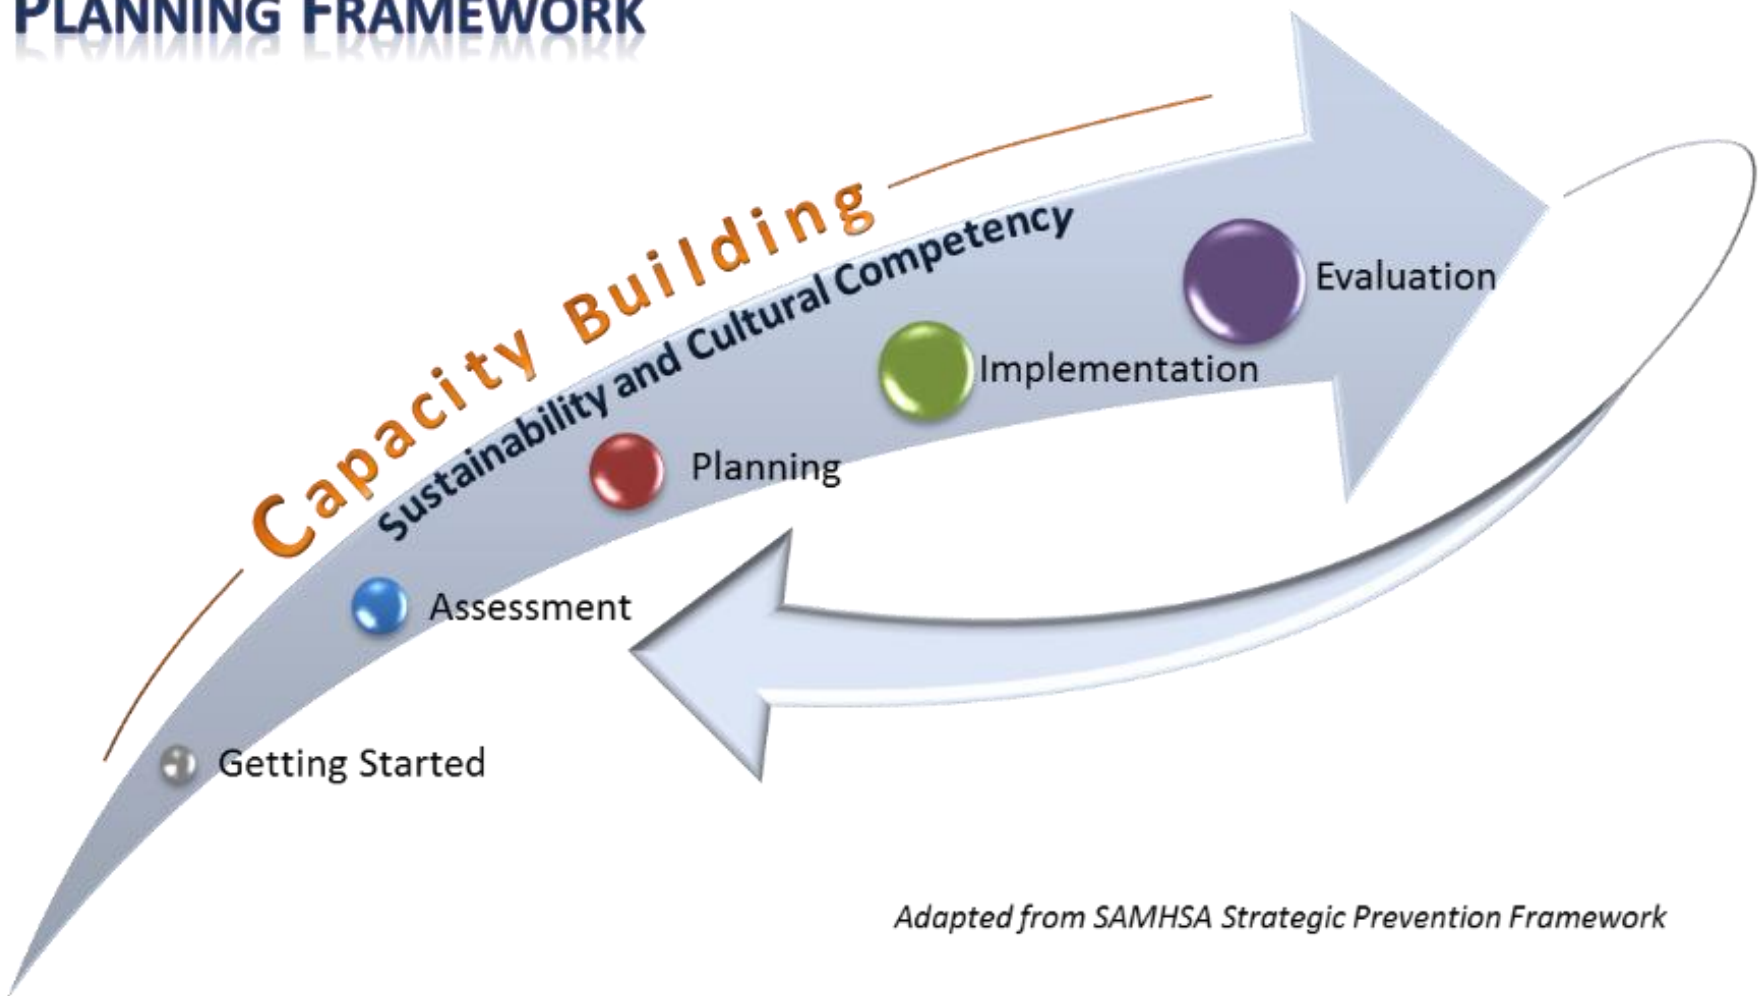 PLANNING FRAMEWORK
Capacity Building
Sustainability and Cultural Competency
Evaluation
Implementation
Planning
Assessment
Getting Started
Adapted from SAMHSA Strategic Prevention Framework